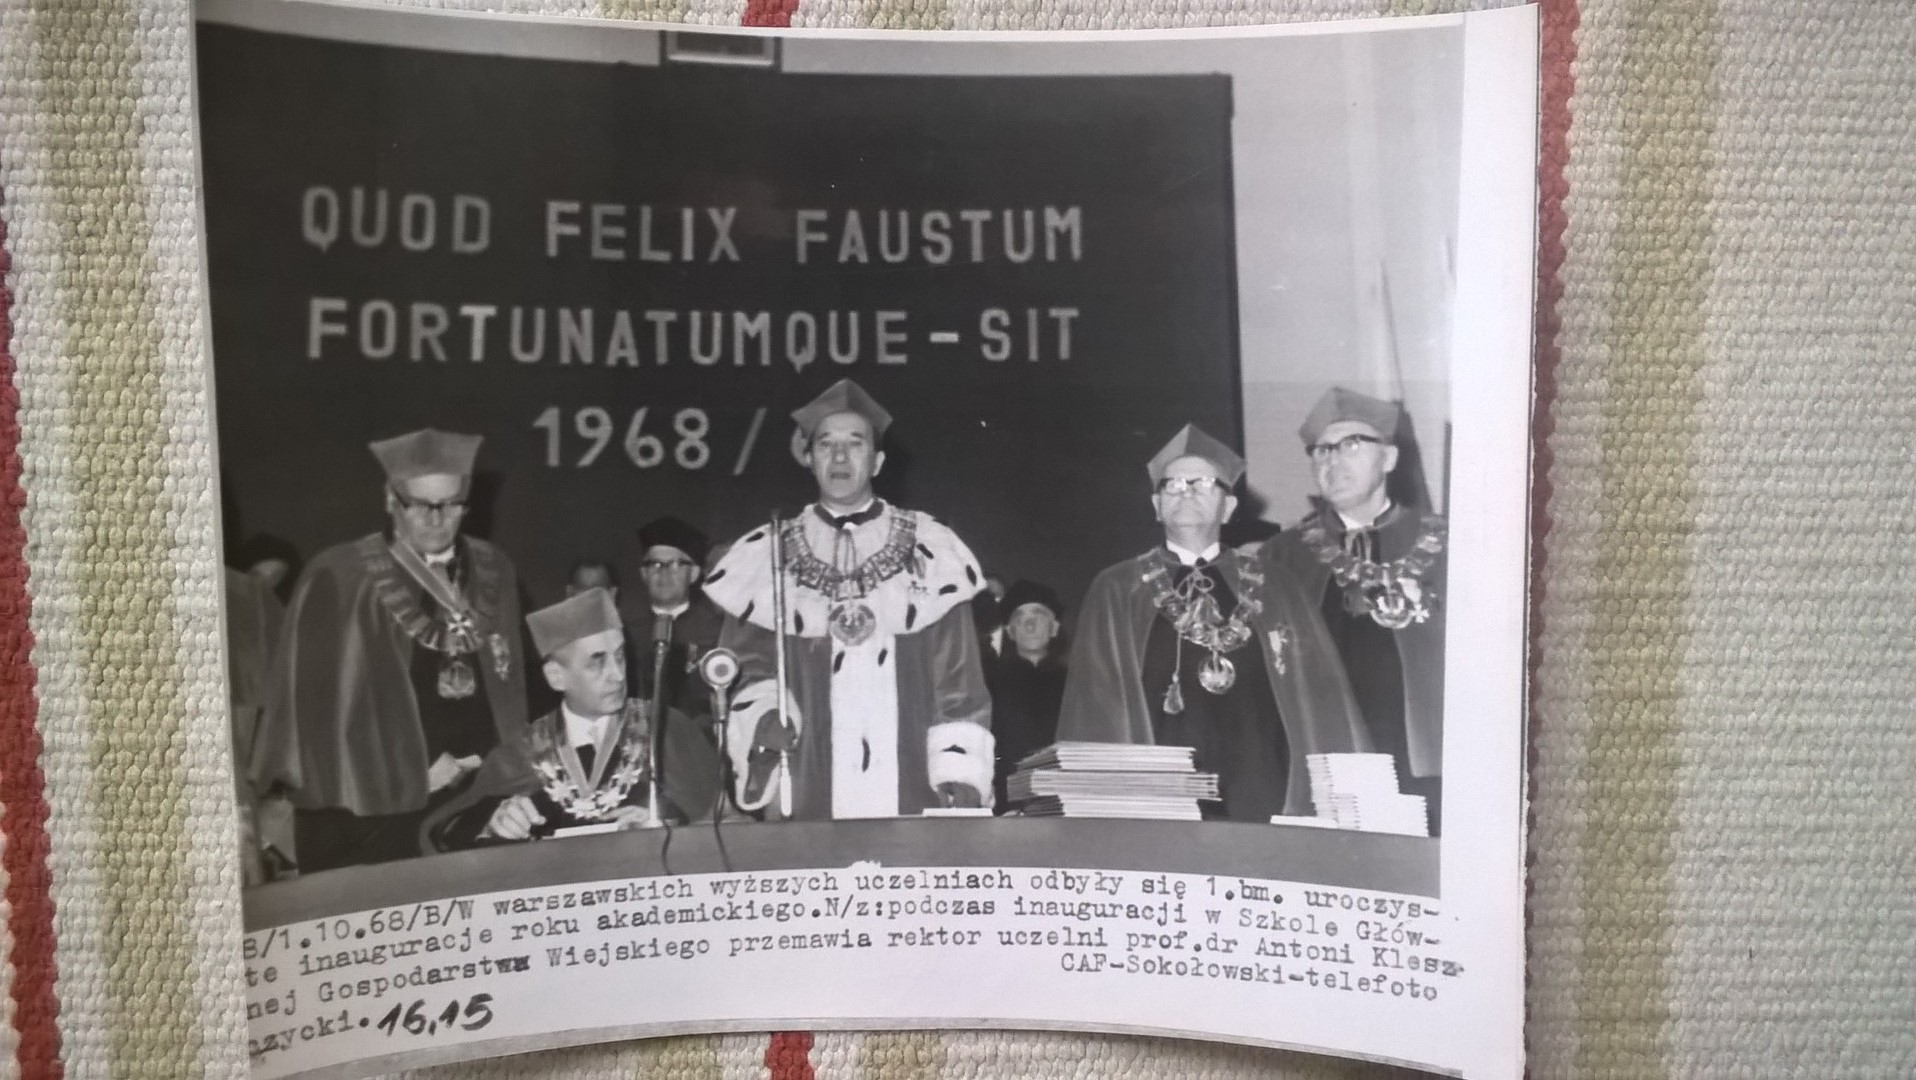 QUOD FELIX FAUSTUM
FORTUNATUMQUE-SIT
1968/
B/1.10.68/B/W warszawskich wyższych uczelniach odbyły się 1.bm. uroczys-
te inauguracje roku akademickiego.N/z:podczas inauguracji w Szkole Głów-
nej Gospodarstwa Wiejskiego przemawia rektor uczelni prof.dr Antoni Klesz-
czycki.
CAF-Sokołowski-telefoto
16,15